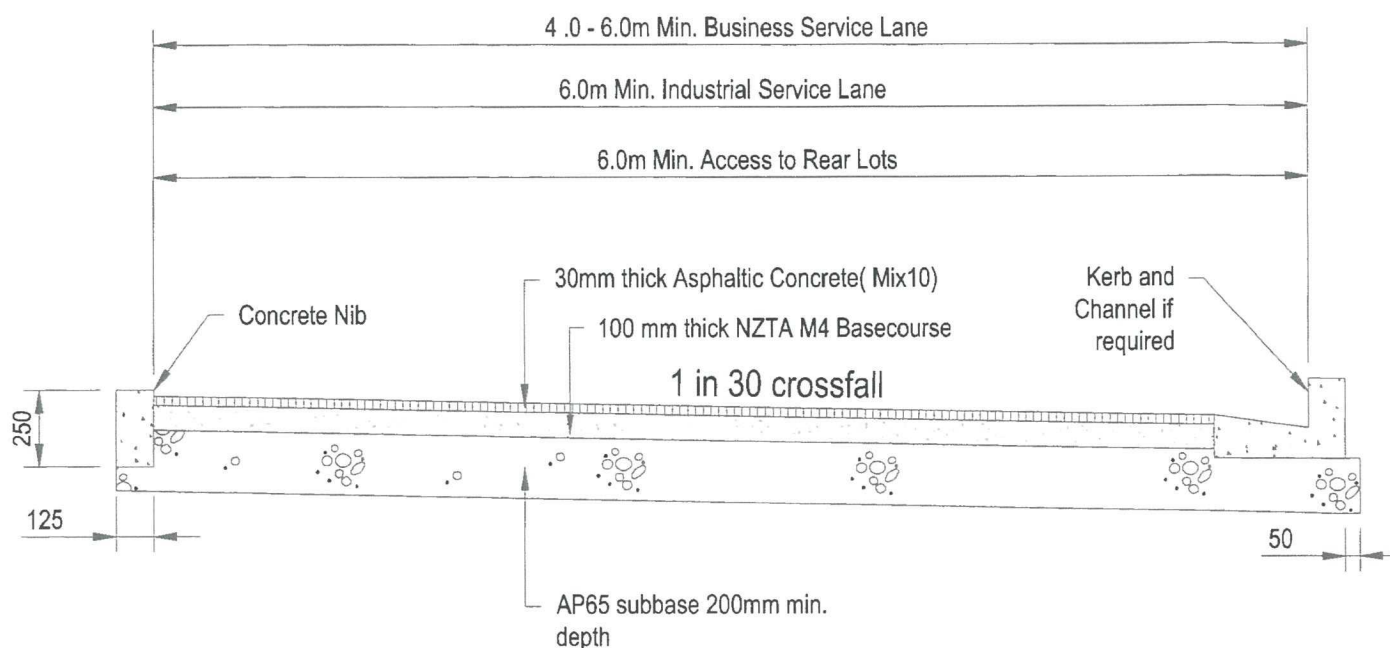 4 .0 - 6.0m Min. Business Service Lane
6.0m Min. Industrial Service Lane
6.0m Min. Access to Rear Lots
30mm thick Asphaltic Concrete( Mix10)
Kerb and
Channel if
required
Concrete Nib
100 mm thick NZTA M4 Basecourse
1 in 30 crossfall
250
125
50
AP65 subbase 200mm min.
depth